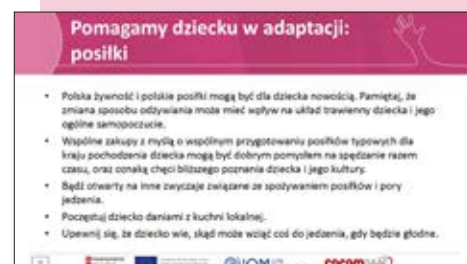 Pomagamy dziecku w adaptacji:
posiłki
• Polska żywność i polskie posiłki mogą być dla dziecka nowością. Pamiętaj, że
zmiana sposobu odżywiania może mieć wpływ na układ trawienny dziecka i jego
ogólne samopoczucie.
• Wspólne zakupy z myślą o wspólnym przygotowaniu posiłków typowych dla
kraju pochodzenia dziecka mogą być dobrym pomysłem na spędzanie razem
czasu, oraz oznaką chęci bliższego poznania dziecka i jego kultury.
• Bądź otwarty na inne zwyczaje związane ze spożywaniem posiłków i pory
jedzenia.
• Poczęstuj dziecko daniami z kuchni lokalnej.
• Upewnij się, że dziecko wie, skąd może wziąć coś do jedzenia, gdy będzie głodne.
IOM